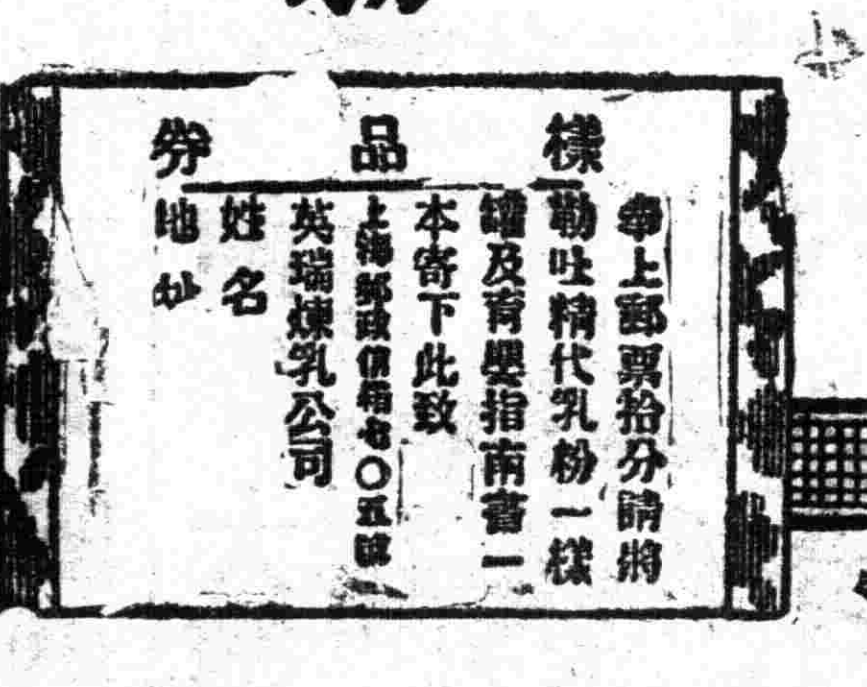 樣品券
奉上郵票拾分請將
勒吐精代乳粉一樣
罐及育嬰指南書一
本寄下此致
上海郵政信箱七〇五號
英瑞煉乳公司
姓名
地址